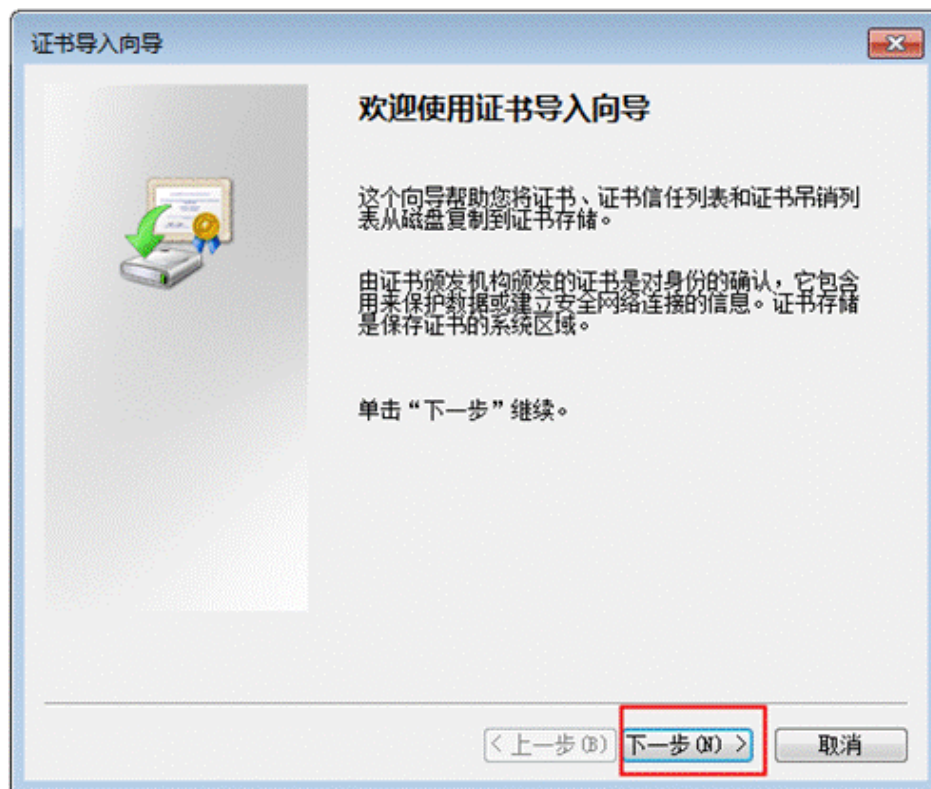 证书导入向导
欢迎使用证书导入向导
这个向导帮助您将证书、证书信任列表和证书吊销列
表从磁盘复制到证书存储。
由证书颁发机构颁发的证书是对身份的确认，它包含
用来保护数据或建立安全网络连接的信息。证书存储
是保存证书的系统区域。
单击“下一步”继续。
< 上一步(B) 下一步(N) > 取消